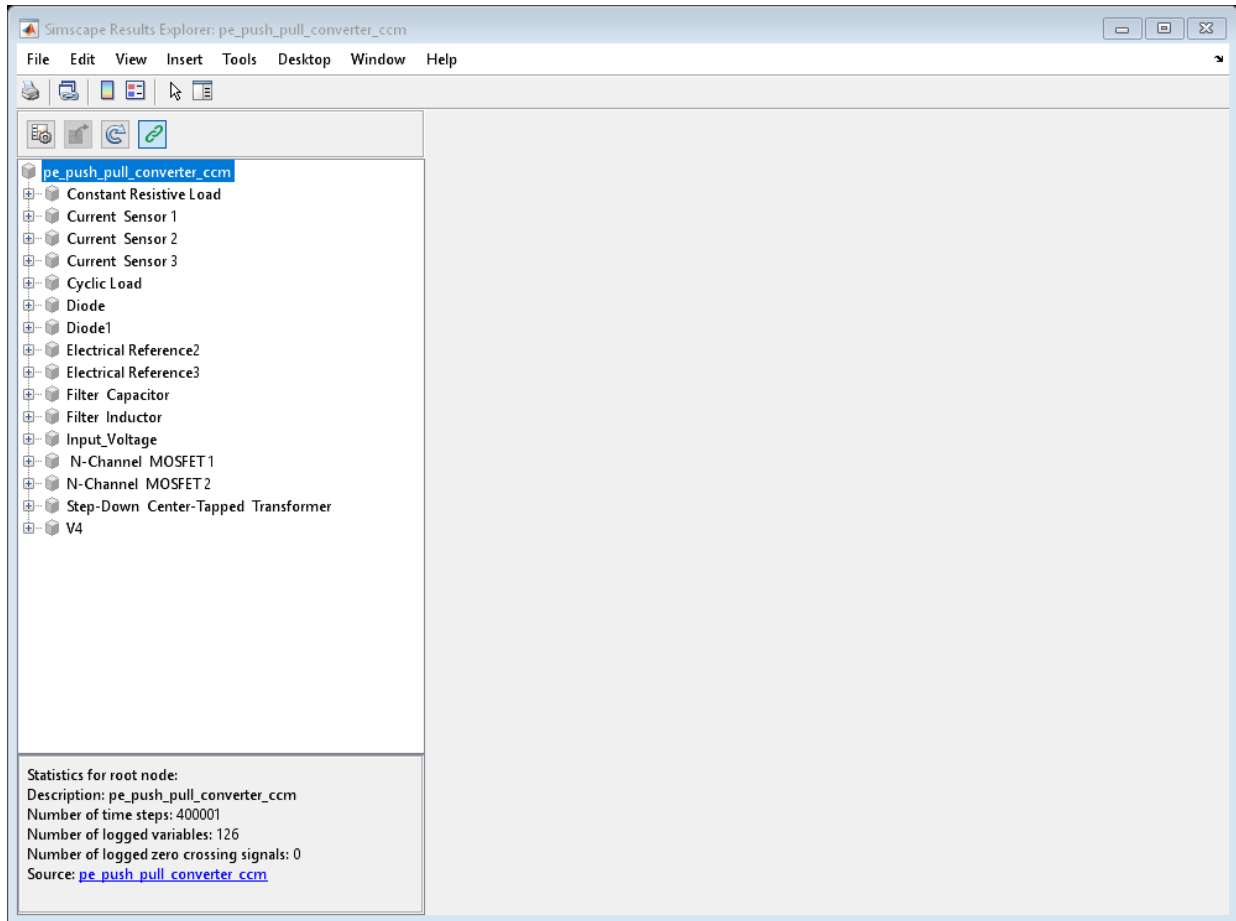 Simscape Results Explorer: pe_push_pull_converter_ccm
File Edit View Insert Tools Desktop Window Help
pe_push_pull_converter_ccm
Constant Resistive Load
Current Sensor 1
Current Sensor 2
Current Sensor 3
Cyclic Load
Diode
Diode1
Electrical Reference2
Electrical Reference3
Filter Capacitor
Filter Inductor
Input_Voltage
N-Channel MOSFET 1
N-Channel MOSFET 2
Step-Down Center-Tapped Transformer
V4
Statistics for root node:
Description: pe_push_pull_converter_ccm
Number of time steps: 400001
Number of logged variables: 126
Number of logged zero crossing signals: 0
Source: pe_push_pull_converter_ccm